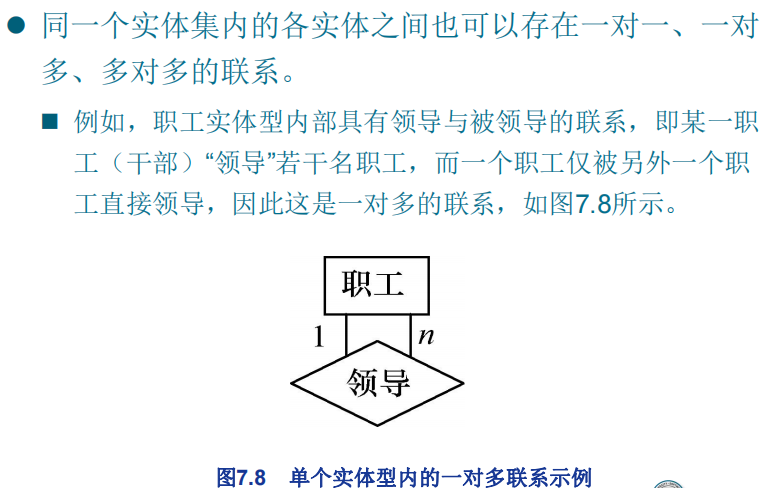 同一个实体集内的各实体之间也可以存在一对一、一对
多、多对多的联系。
例如，职工实体型内部具有领导与被领导的联系，即某一职
工（干部）“领导”若干名职工，而一个职工仅被另外一个职
工直接领导，因此这是一对多的联系，如图7.8所示。
职工
1
n
领导
图7.8 单个实体型内的一对多联系示例